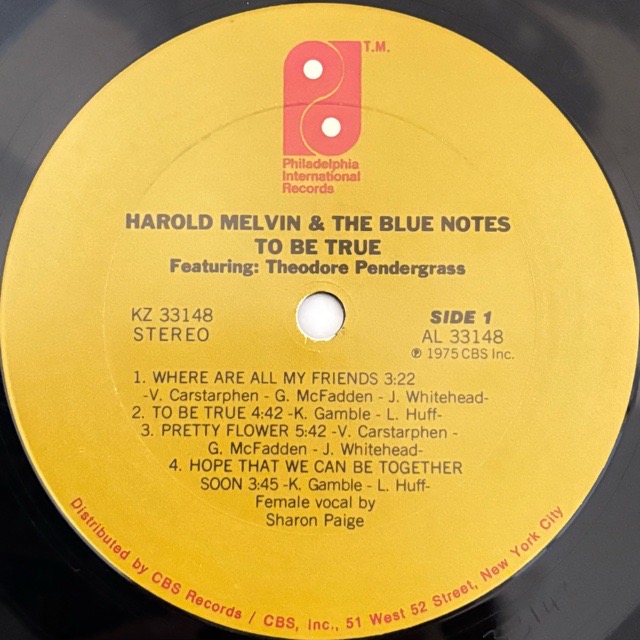 T.M.
Philadelphia
International
Records
HAROLD MELVIN & THE BLUE NOTES
TO BE TRUE
Featuring: Theodore Pendergrass
KZ 33148
STEREO
SIDE 1
AL 33148
℗ 1975 CBS Inc.
1. WHERE ARE ALL MY FRIENDS 3:22
-V. Carstarphen - G. McFadden - J. Whitehead-
2. TO BE TRUE 4:42 -K. Gamble - L. Huff-
3. PRETTY FLOWER 5:42 -V. Carstarphen -
G. McFadden - J. Whitehead-
4. HOPE THAT WE CAN BE TOGETHER
SOON 3:45 -K. Gamble - L. Huff-
Female vocal by
Sharon Paige
Distributed by CBS Records / CBS, Inc., 51 West 52 Street, New York City